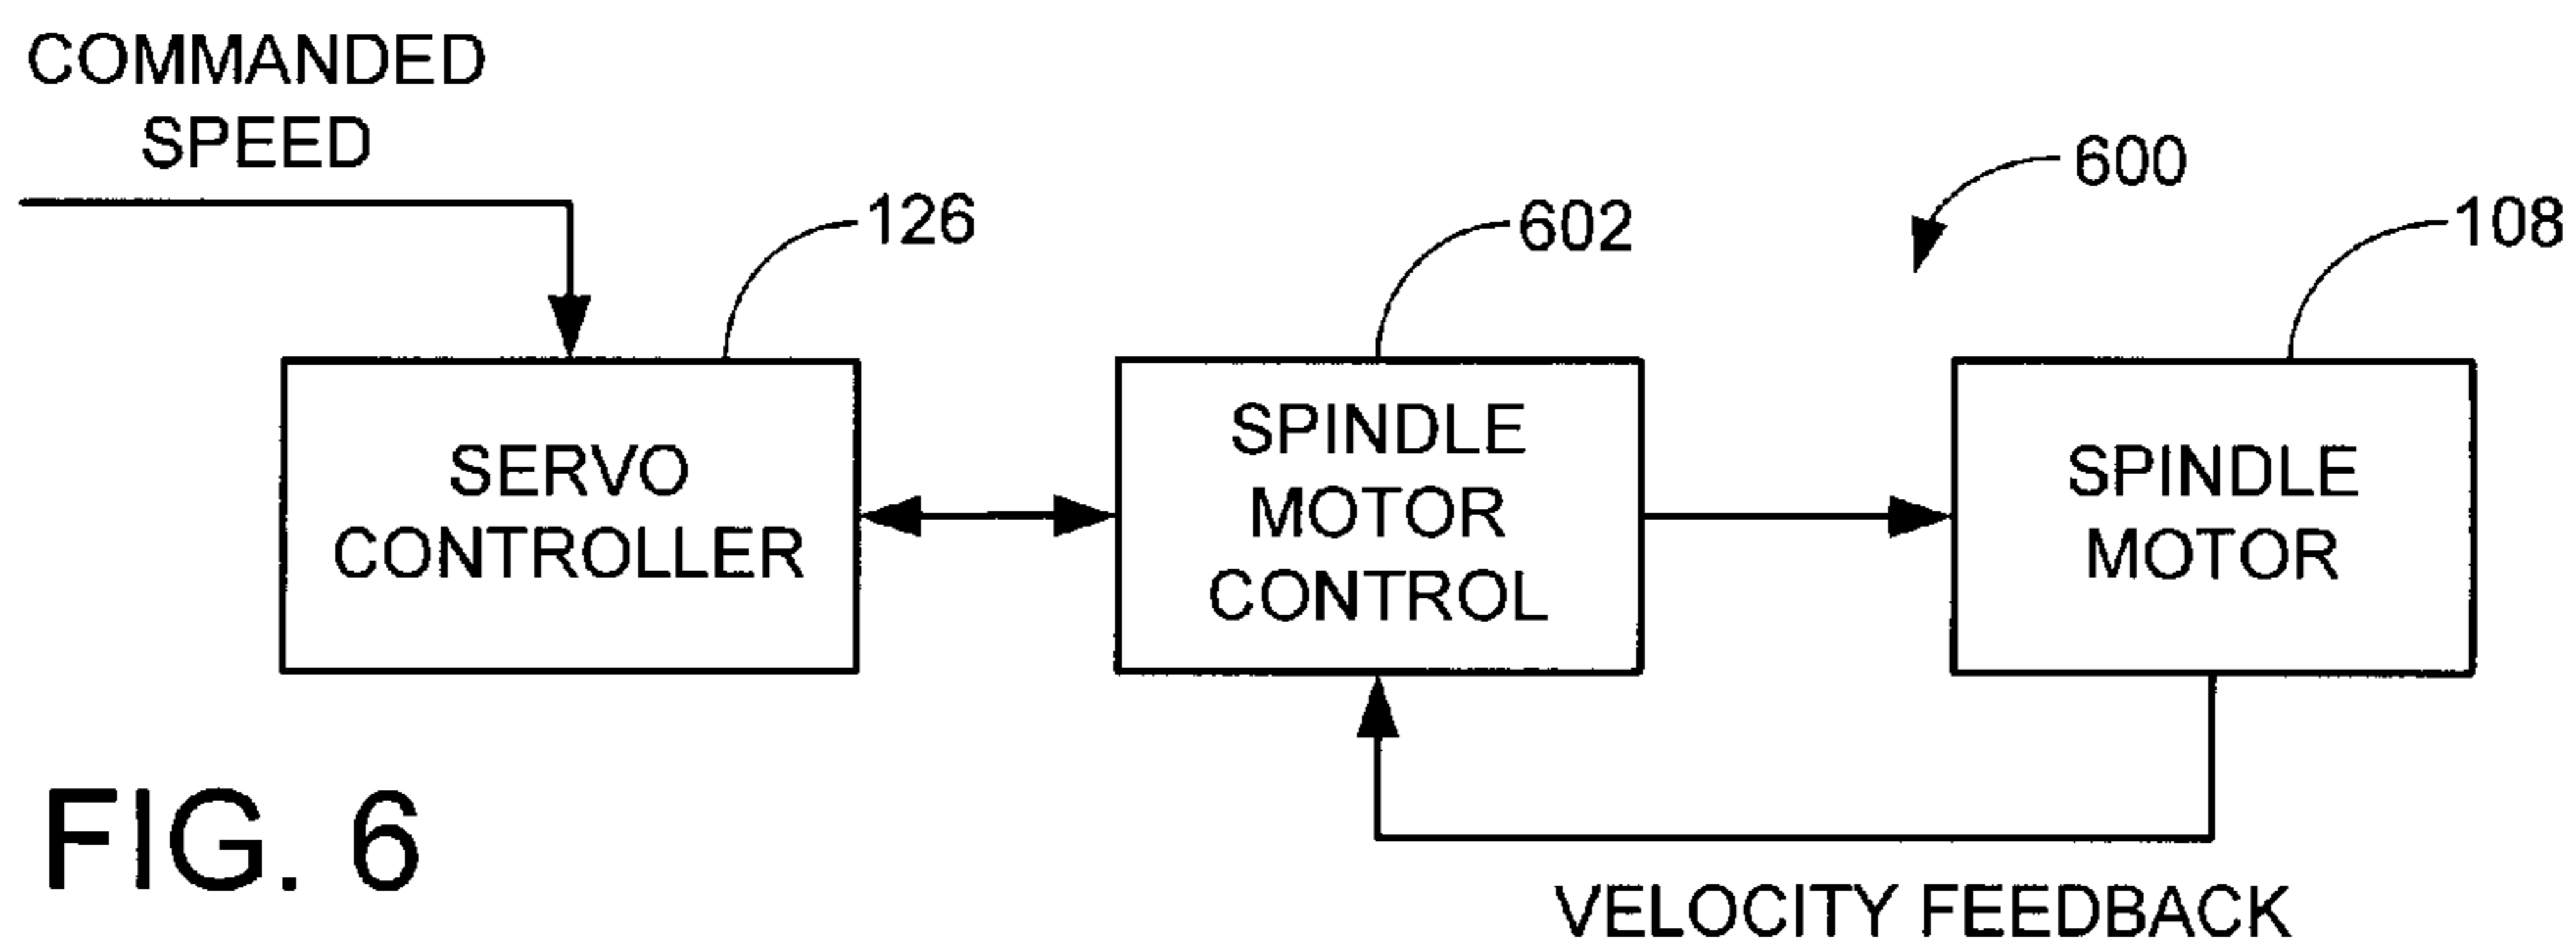 COMMANDED
SPEED
126
602
600
108
SERVO
CONTROLLER
SPINDLE
MOTOR
CONTROL
SPINDLE
MOTOR
VELOCITY FEEDBACK
FIG. 6